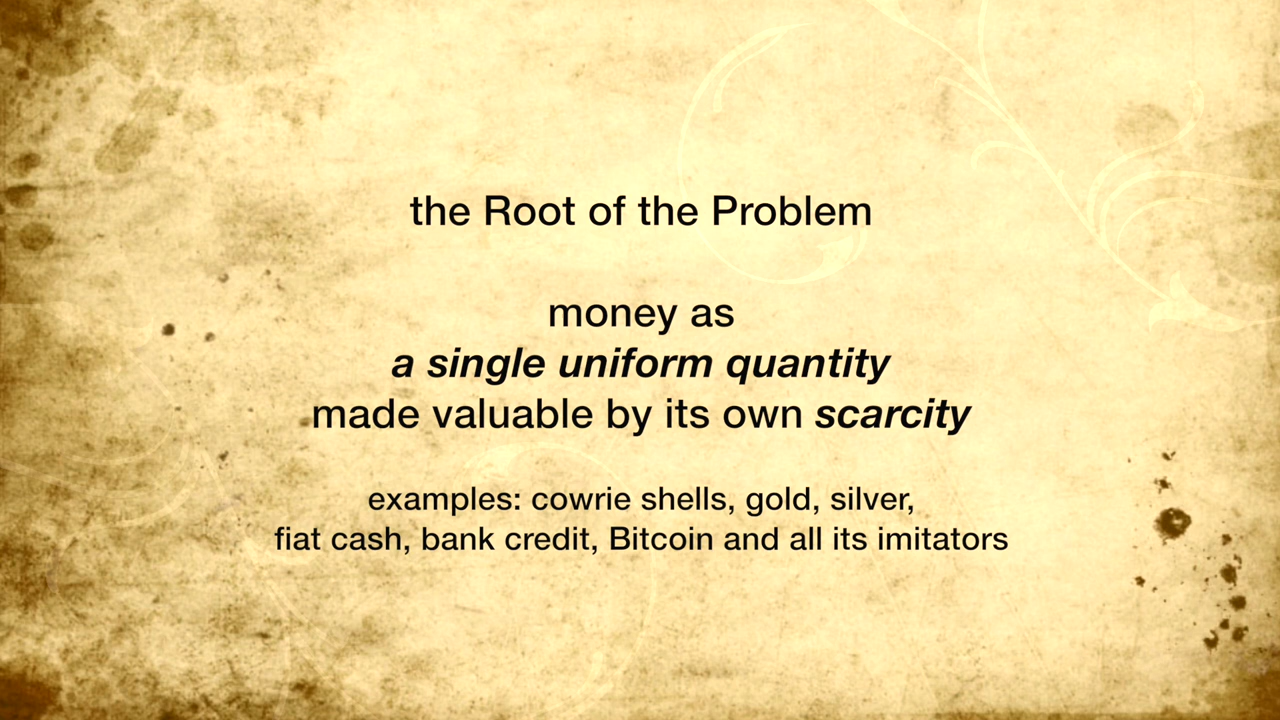 the Root of the Problem
money as
a single uniform quantity
made valuable by its own scarcity
examples: cowrie shells, gold, silver,
fiat cash, bank credit, Bitcoin and all its imitators